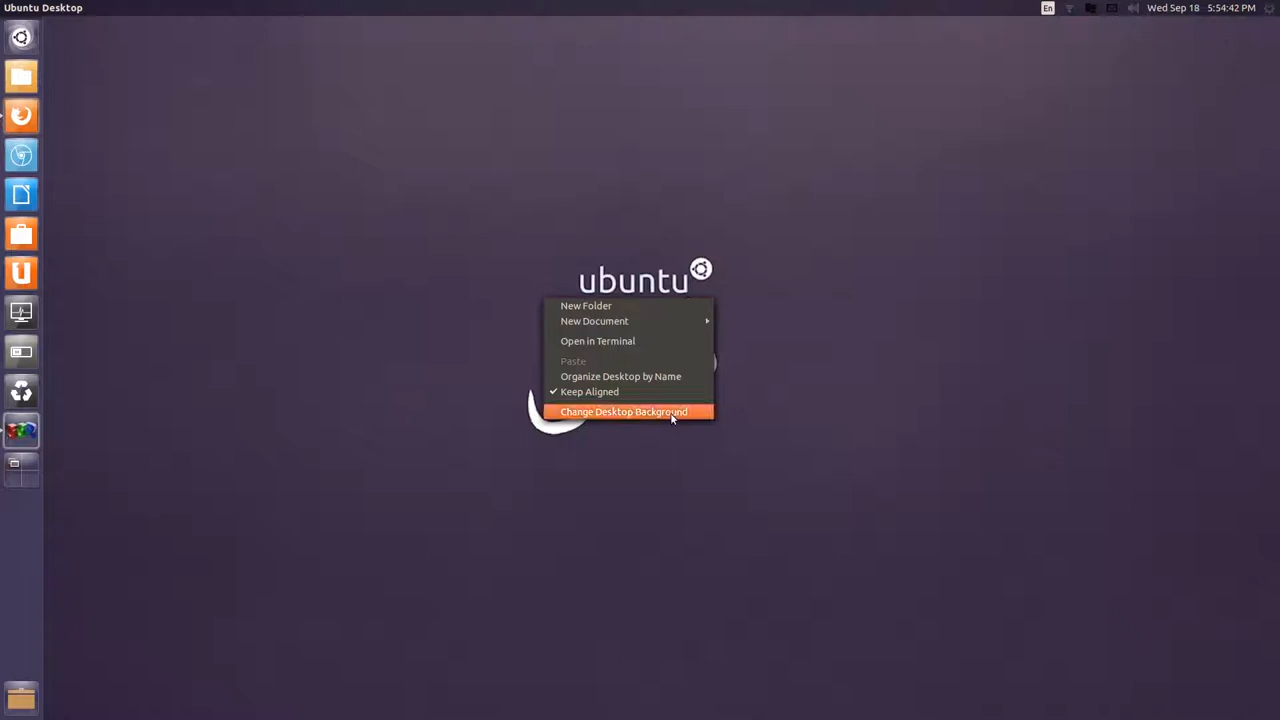 Ubuntu Desktop
En
Wed Sep 18 5:54:42 PM
ubuntu
New Folder
New Document
Open in Terminal
Paste
Organize Desktop by Name
Keep Aligned
Change Desktop Background